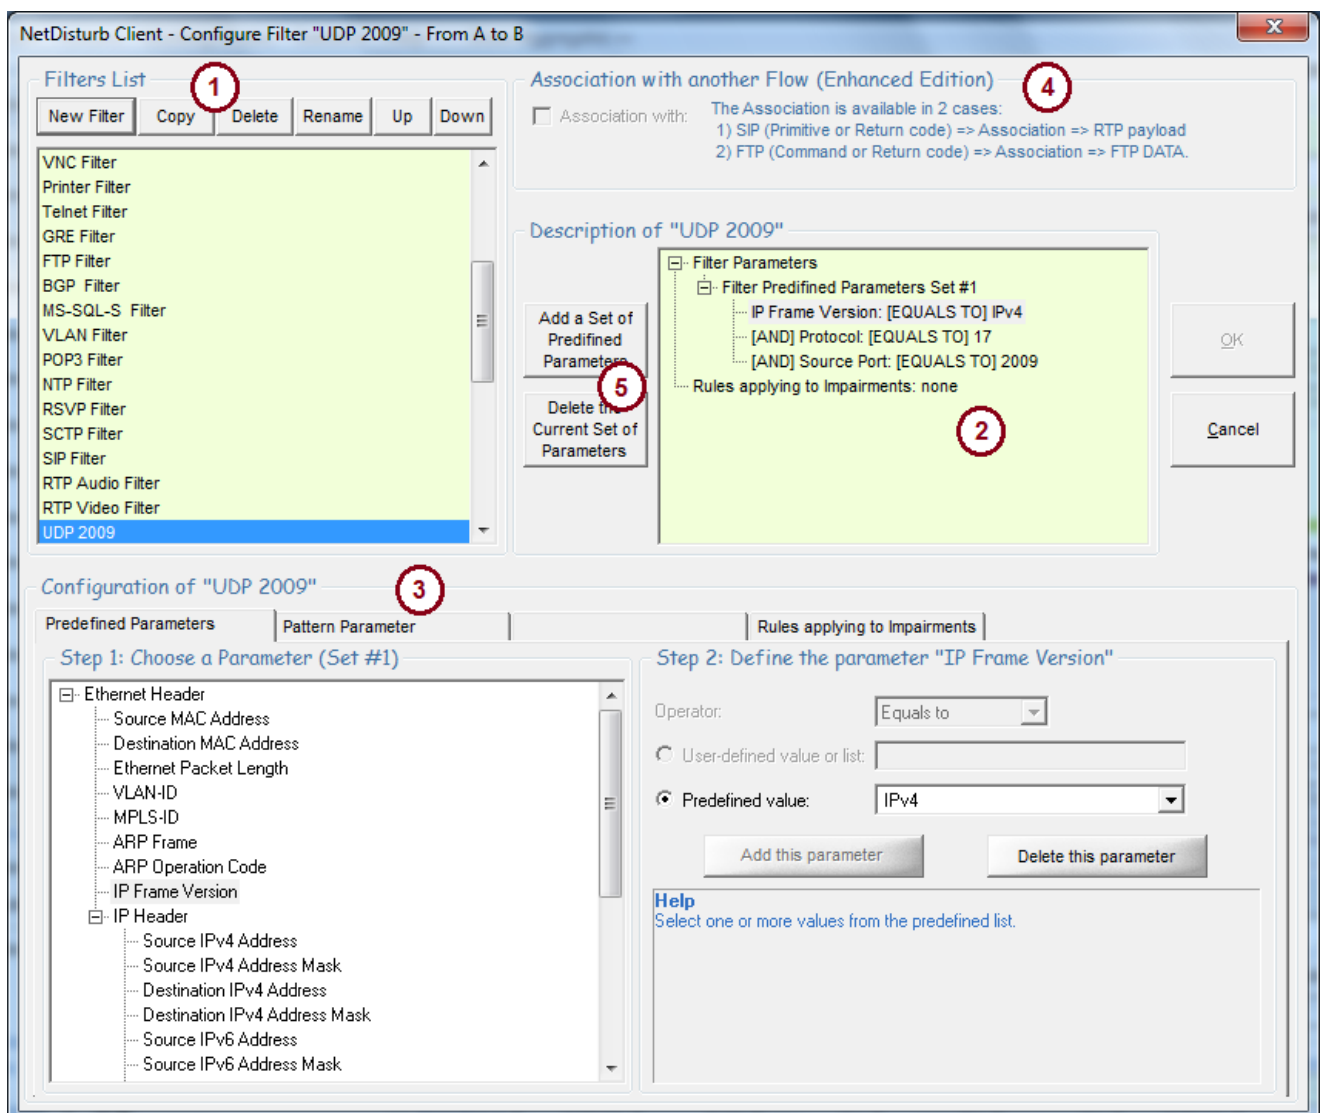 NetDisturb Client - Configure Filter "UDP 2009" - From A to B
Filters List
1
New Filter
Copy
Delete
Rename
Up
Down
VNC Filter
Printer Filter
Telnet Filter
GRE Filter
FTP Filter
BGP Filter
MS-SQL-S Filter
VLAN Filter
POP3 Filter
NTP Filter
RSVP Filter
SCTP Filter
SIP Filter
RTP Audio Filter
RTP Video Filter
UDP 2009
Association with another Flow (Enhanced Edition)
4
Association with:
The Association is available in 2 cases:
1) SIP (Primitive or Return code) => Association => RTP payload
2) FTP (Command or Return code) => Association => FTP DATA.
Description of "UDP 2009"
Add a Set of
Predifined
Parameters
5
Delete the
Current Set of
Parameters
Filter Parameters
Filter Predifined Parameters Set #1
IP Frame Version: [EQUALS TO] IPv4
[AND] Protocol: [EQUALS TO] 17
[AND] Source Port: [EQUALS TO] 2009
Rules applying to Impairments: none
2
OK
Cancel
Configuration of "UDP 2009"
3
Predefined Parameters
Pattern Parameter
Rules applying to Impairments
Step 1: Choose a Parameter (Set #1)
Ethernet Header
Source MAC Address
Destination MAC Address
Ethernet Packet Length
VLAN-ID
MPLS-ID
ARP Frame
ARP Operation Code
IP Frame Version
IP Header
Source IPv4 Address
Source IPv4 Address Mask
Destination IPv4 Address
Destination IPv4 Address Mask
Source IPv6 Address
Source IPv6 Address Mask
Step 2: Define the parameter "IP Frame Version"
Operator:
Equals to
User-defined value or list:
Predefined value:
IPv4
Add this parameter
Delete this parameter
Help
Select one or more values from the predefined list.